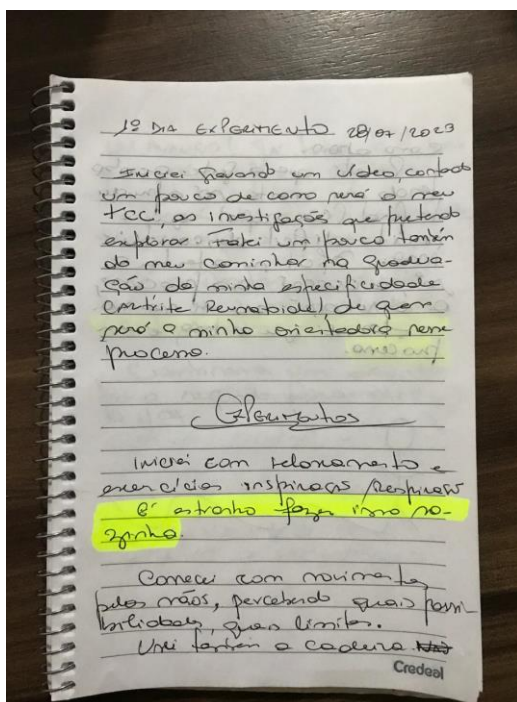 1º DIA EXPERIMENTO 28/07/2023
Iniciei gravando um vídeo, contado
um pouco de como será o meu
TCC, as investigações que pretendo
explorar. Falei um pouco também
do meu caminhar na gradua-
ção da minha especificidade
(Artrite Reumatoide) de quem
será a minha orientadora nesse
processo.
Experimentos
Iniciei com relaxamento e
exercícios inspiração/respiração
É estranho fazer isso so-
zinha.
Comecei com movimentos
pelas mãos, percebendo quais possi-
bilidades, quais limites.
Usei também a cadeira
Credeal